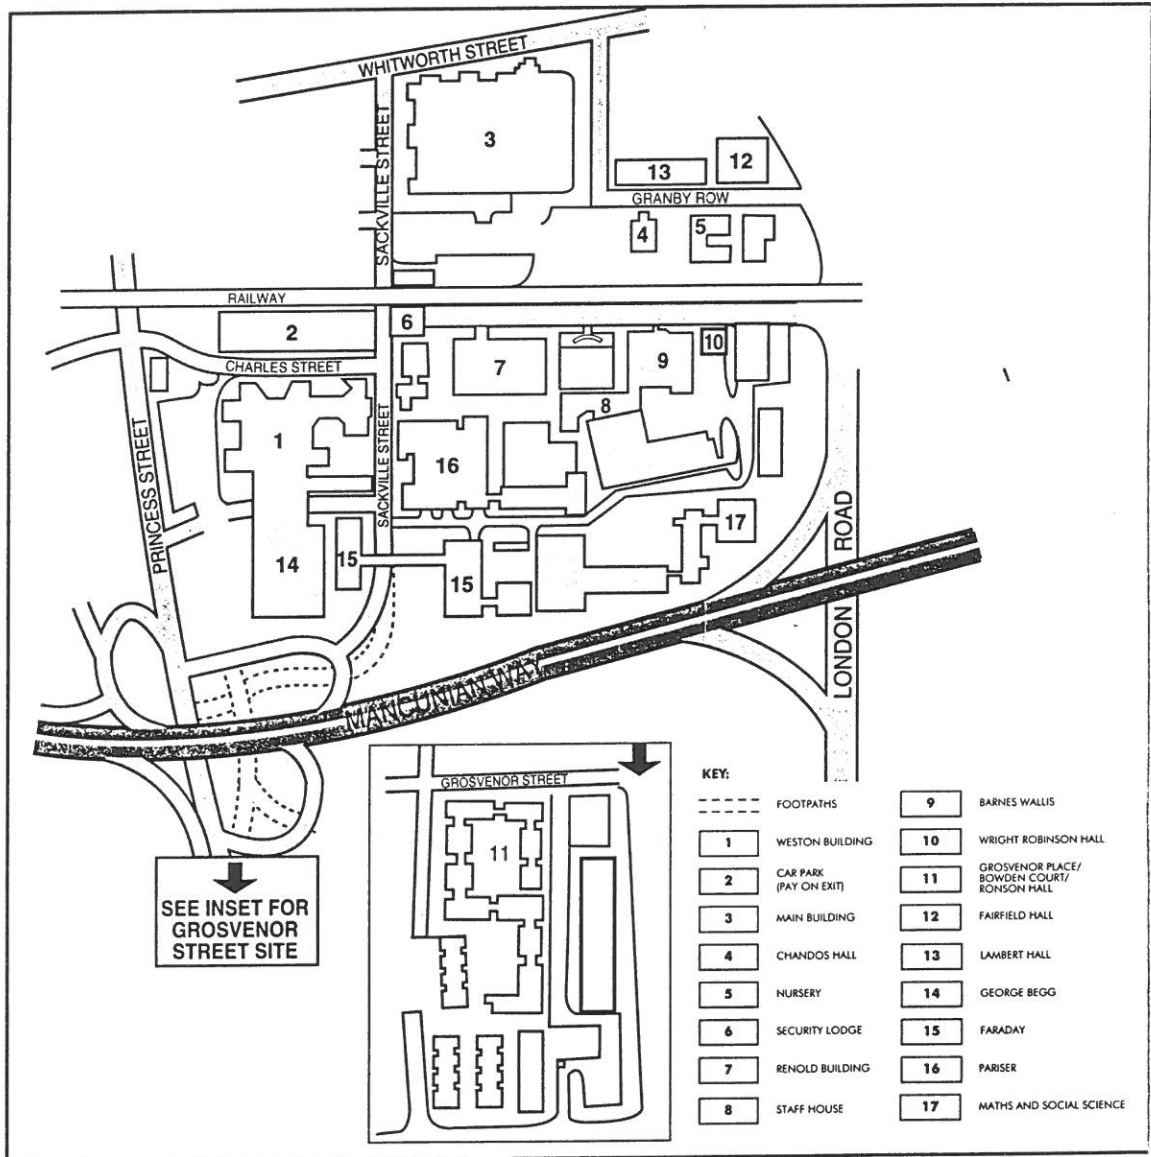 WHITWORTH STREET
SACKVILLE STREET
3
13
12
GRANBY ROW
4
5
RAILWAY
2
6
CHARLES STREET
7
9
10
8
1
16
SACKVILLE STREET
PRINCESS STREET
14
15
15
17
LONDON ROAD
MANCUNIAN WAY
SEE INSET FOR
GROSVENOR
STREET SITE
GROSVENOR STREET
11
KEY:
FOOTPATHS
1 WESTON BUILDING
2 CAR PARK
(PAY ON EXIT)
3 MAIN BUILDING
4 CHANDOS HALL
5 NURSERY
6 SECURITY LODGE
7 RENOLD BUILDING
8 STAFF HOUSE
9 BARNES WALLIS
10 WRIGHT ROBINSON HALL
11 GROSVENOR PLACE/
BOWDEN COURT/
RONSON HALL
12 FAIRFIELD HALL
13 LAMBERT HALL
14 GEORGE BEGG
15 FARADAY
16 PARISER
17 MATHS AND SOCIAL SCIENCE